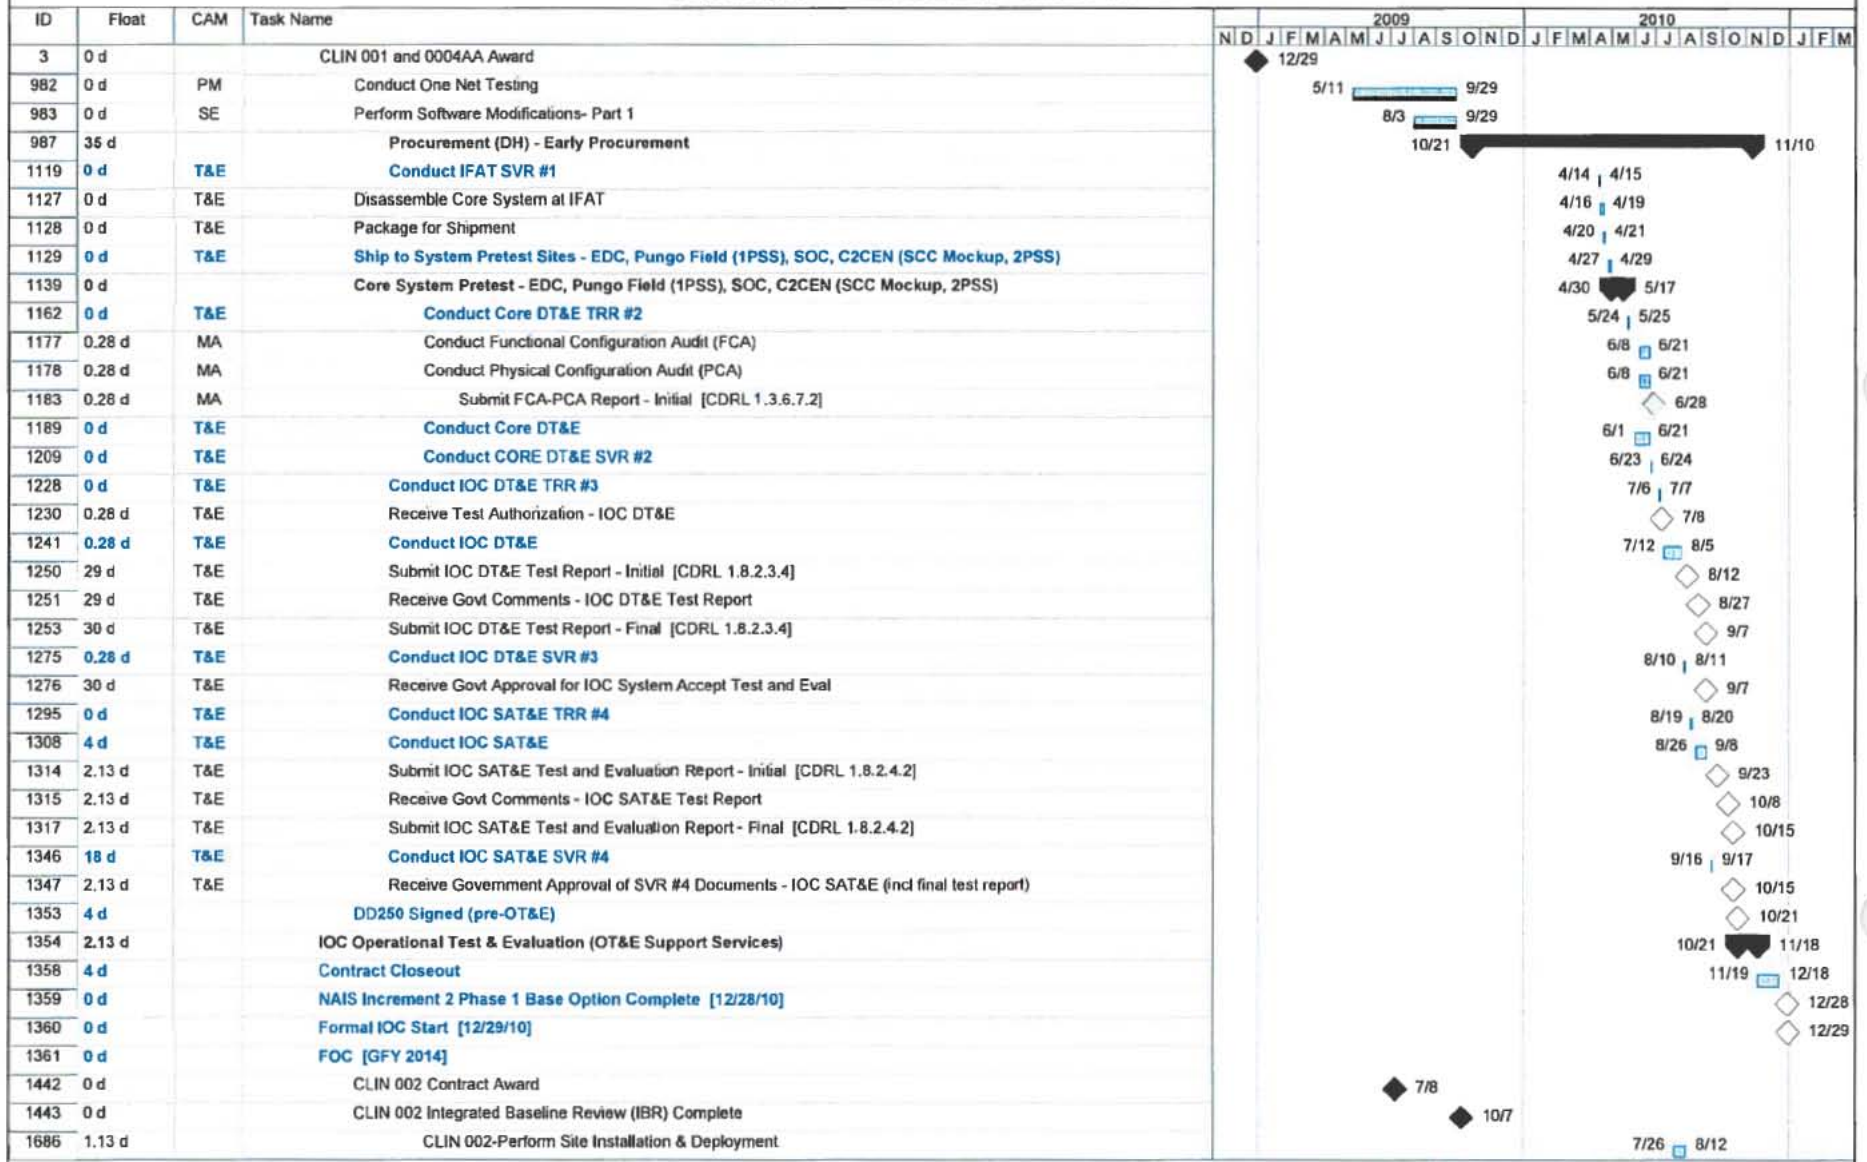 ID Float CAM Task Name 2009 2010
N D J F M A M J J A S O N D J F M A M J J A S O N D J F M
3 0 d CLIN 001 and 0004AA Award 12/29
982 0 d PM Conduct One Net Testing 5/11 9/29
983 0 d SE Perform Software Modifications- Part 1 8/3 9/29
987 35 d Procurement (DH) - Early Procurement 10/21 11/10
1119 0 d T&E Conduct IFAT SVR #1 4/14 4/15
1127 0 d T&E Disassemble Core System at IFAT 4/16 4/19
1128 0 d T&E Package for Shipment 4/20 4/21
1129 0 d T&E Ship to System Pretest Sites - EDC, Pungo Field (1PSS), SOC, C2CEN (SCC Mockup, 2PSS) 4/27 4/29
1139 0 d Core System Pretest - EDC, Pungo Field (1PSS), SOC, C2CEN (SCC Mockup, 2PSS) 4/30 5/17
1162 0 d T&E Conduct Core DT&E TRR #2 5/24 5/25
1177 0.28 d MA Conduct Functional Configuration Audit (FCA) 6/8 6/21
1178 0.28 d MA Conduct Physical Configuration Audit (PCA) 6/8 6/21
1183 0.28 d MA Submit FCA-PCA Report - Initial [CDRL 1.3.6.7.2] 6/28
1189 0 d T&E Conduct Core DT&E 6/1 6/21
1209 0 d T&E Conduct CORE DT&E SVR #2 6/23 6/24
1228 0 d T&E Conduct IOC DT&E TRR #3 7/6 7/7
1230 0.28 d T&E Receive Test Authorization - IOC DT&E 7/8
1241 0.28 d T&E Conduct IOC DT&E 7/12 8/5
1250 29 d T&E Submit IOC DT&E Test Report - Initial [CDRL 1.8.2.3.4] 8/12
1251 29 d T&E Receive Govt Comments - IOC DT&E Test Report 8/27
1253 30 d T&E Submit IOC DT&E Test Report - Final [CDRL 1.8.2.3.4] 9/7
1275 0.28 d T&E Conduct IOC DT&E SVR #3 8/10 8/11
1276 30 d T&E Receive Govt Approval for IOC System Accept Test and Eval 9/7
1295 0 d T&E Conduct IOC SAT&E TRR #4 8/19 8/20
1308 4 d T&E Conduct IOC SAT&E 8/26 9/8
1314 2.13 d T&E Submit IOC SAT&E Test and Evaluation Report - Initial [CDRL 1.8.2.4.2] 9/23
1315 2.13 d T&E Receive Govt Comments - IOC SAT&E Test Report 10/8
1317 2.13 d T&E Submit IOC SAT&E Test and Evaluation Report - Final [CDRL 1.8.2.4.2] 10/15
1346 18 d T&E Conduct IOC SAT&E SVR #4 9/16 9/17
1347 2.13 d T&E Receive Government Approval of SVR #4 Documents - IOC SAT&E (incl final test report) 10/15
1353 4 d DD250 Signed (pre-OT&E) 10/21
1354 2.13 d IOC Operational Test & Evaluation (OT&E Support Services) 10/21 11/18
1358 4 d Contract Closeout 11/19 12/18
1359 0 d NAIS Increment 2 Phase 1 Base Option Complete [12/28/10] 12/28
1360 0 d Formal IOC Start [12/29/10] 12/29
1361 0 d FOC [GFY 2014]
1442 0 d CLIN 002 Contract Award 7/8
1443 0 d CLIN 002 Integrated Baseline Review (IBR) Complete 10/7
1686 1.13 d CLIN 002-Perform Site Installation & Deployment 7/26 8/12